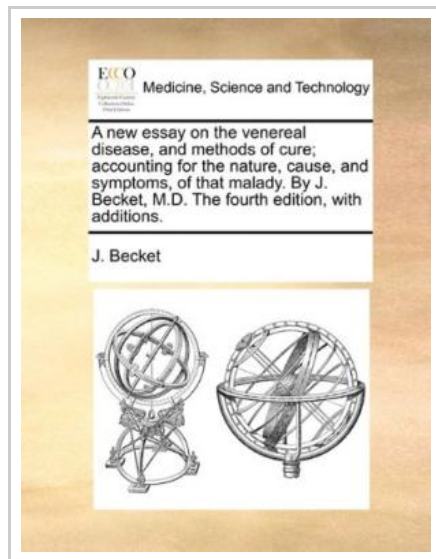 ECCO
Medicine, Science and Technology
A new essay on the venereal
disease, and methods of cure;
accounting for the nature, cause, and
symptoms, of that malady. By J.
Becket, M.D. The fourth edition, with
additions.
J. Becket